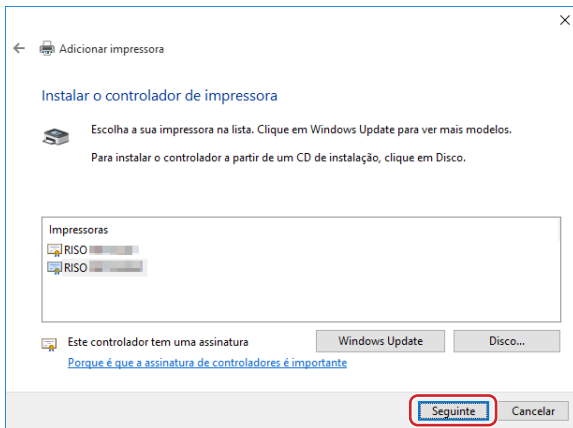 Adicionar impressora
Instalar o controlador de impressora
Escolha a sua impressora na lista. Clique em Windows Update para ver mais modelos.
Para instalar o controlador a partir de um CD de instalação, clique em Disco.
Impressoras
RISO
RISO
Este controlador tem uma assinatura
Windows Update
Disco...
Porque é que a assinatura de controladores é importante
Seguinte
Cancelar